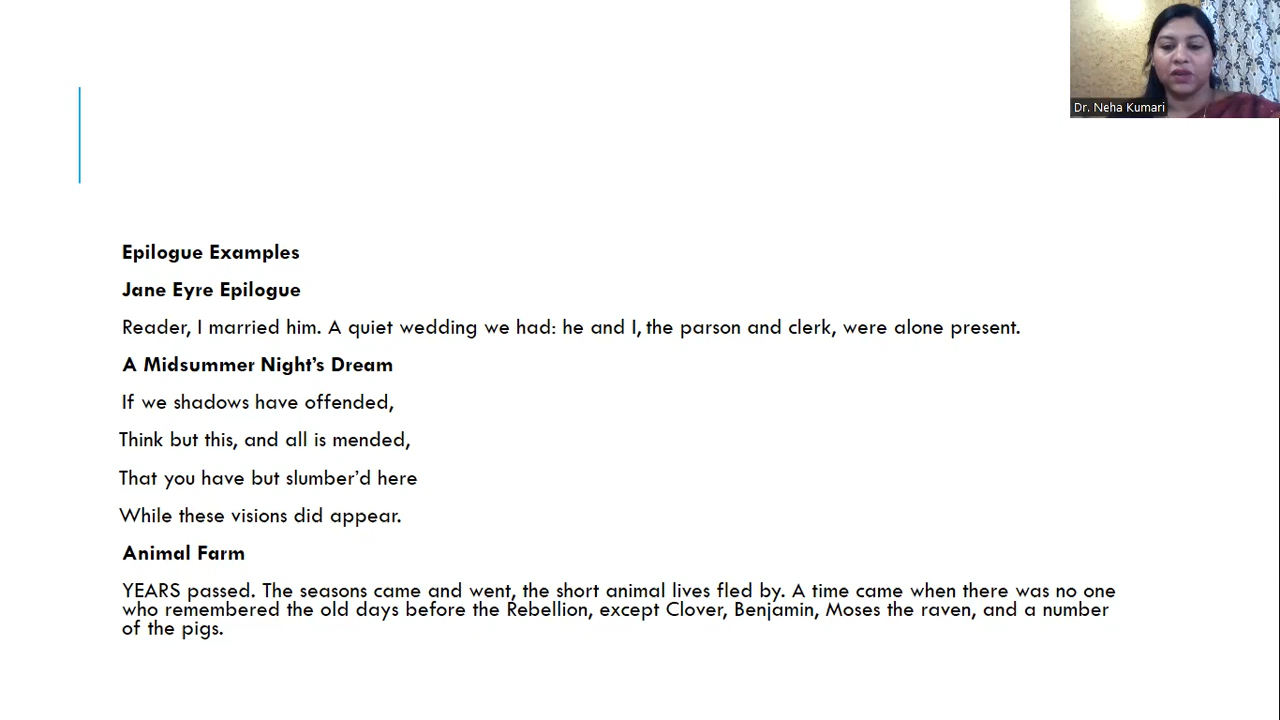 Dr. Neha Kumari
Epilogue Examples
Jane Eyre Epilogue
Reader, I married him. A quiet wedding we had: he and I, the parson and clerk, were alone present.
A Midsummer Night’s Dream
If we shadows have offended,
Think but this, and all is mended,
That you have but slumber’d here
While these visions did appear.
Animal Farm
YEARS passed. The seasons came and went, the short animal lives fled by. A time came when there was no one
who remembered the old days before the Rebellion, except Clover, Benjamin, Moses the raven, and a number
of the pigs.